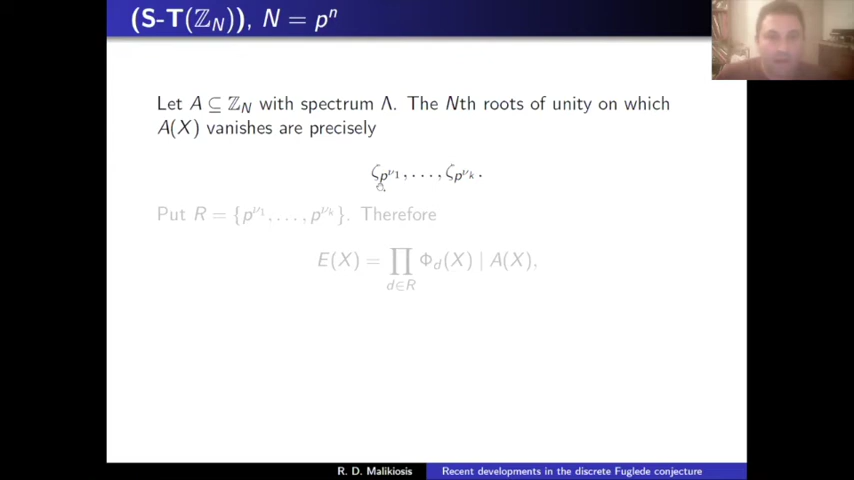 (S-T(ℤ_N)), N = pⁿ
Let A ⊆ ℤ_N with spectrum Λ. The Nth roots of unity on which
A(X) vanishes are precisely
ζ_{p^{ν_1}}, . . . , ζ_{p^{ν_k}}.
Put R = {p^{ν_1}, . . . , p^{ν_k}}. Therefore
E(X) = ∏_{d∈R} Φ_d(X) | A(X),
R. D. Malikiosis Recent developments in the discrete Fuglede conjecture